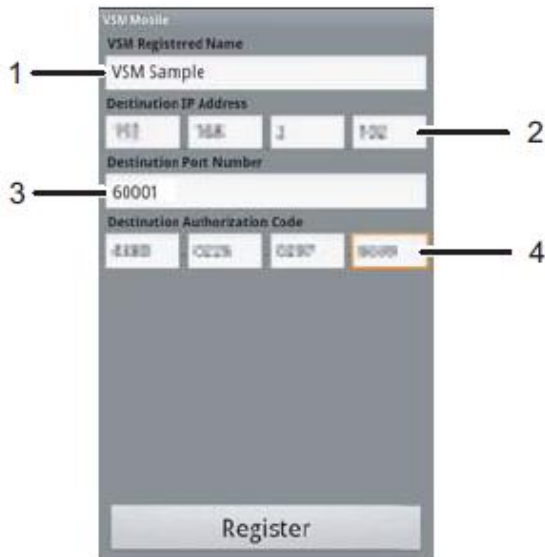 VSM Mobile
VSM Registered Name
1
VSM Sample
Destination IP Address
2
Destination Port Number
3
60001
Destination Authorization Code
4
Register